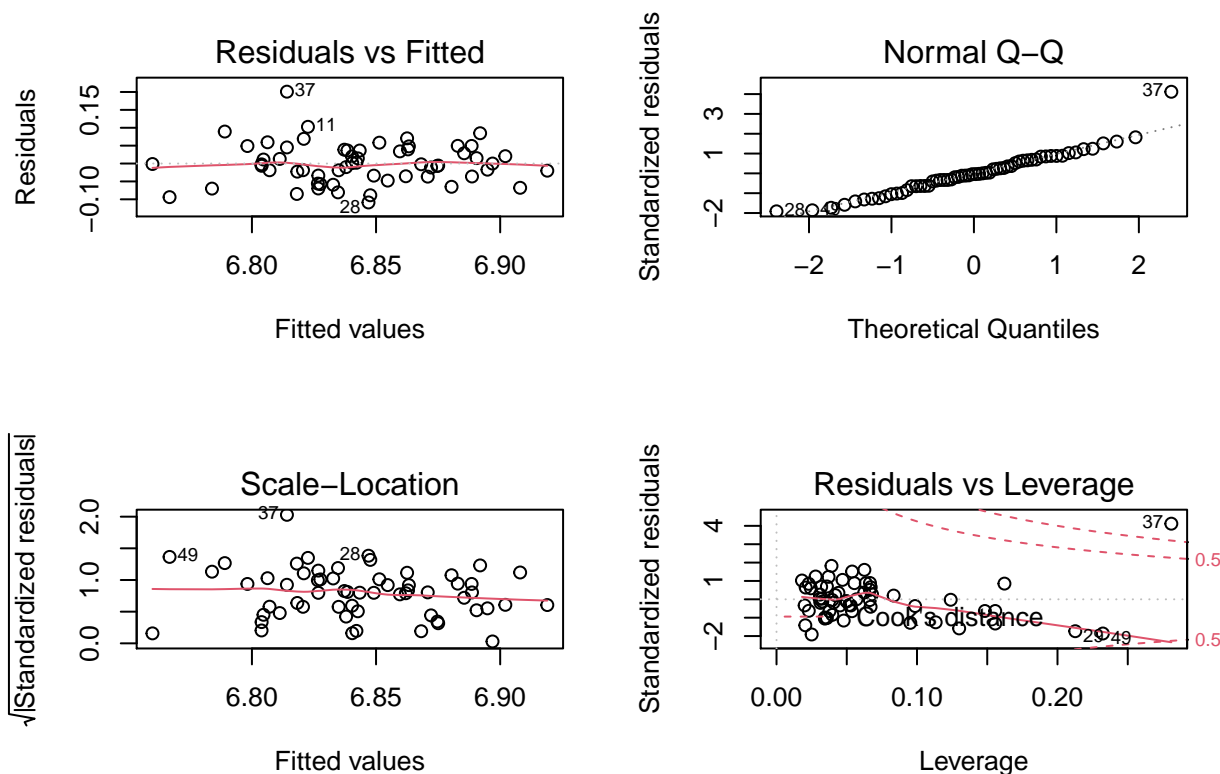 Residuals vs Fitted
Residuals
0.15
−0.10
37
11
28
6.80 6.85 6.90
Fitted values
Normal Q−Q
Standardized residuals
3
1
−2
37
28
−2 −1 0 1 2
Theoretical Quantiles
Scale−Location
√|Standardized residuals|
2.0
1.0
0.0
37
49
28
6.80 6.85 6.90
Fitted values
Residuals vs Leverage
Standardized residuals
4
1
−2
37
0.5
Cook's distance
29 49
0.5
0.00 0.10 0.20
Leverage